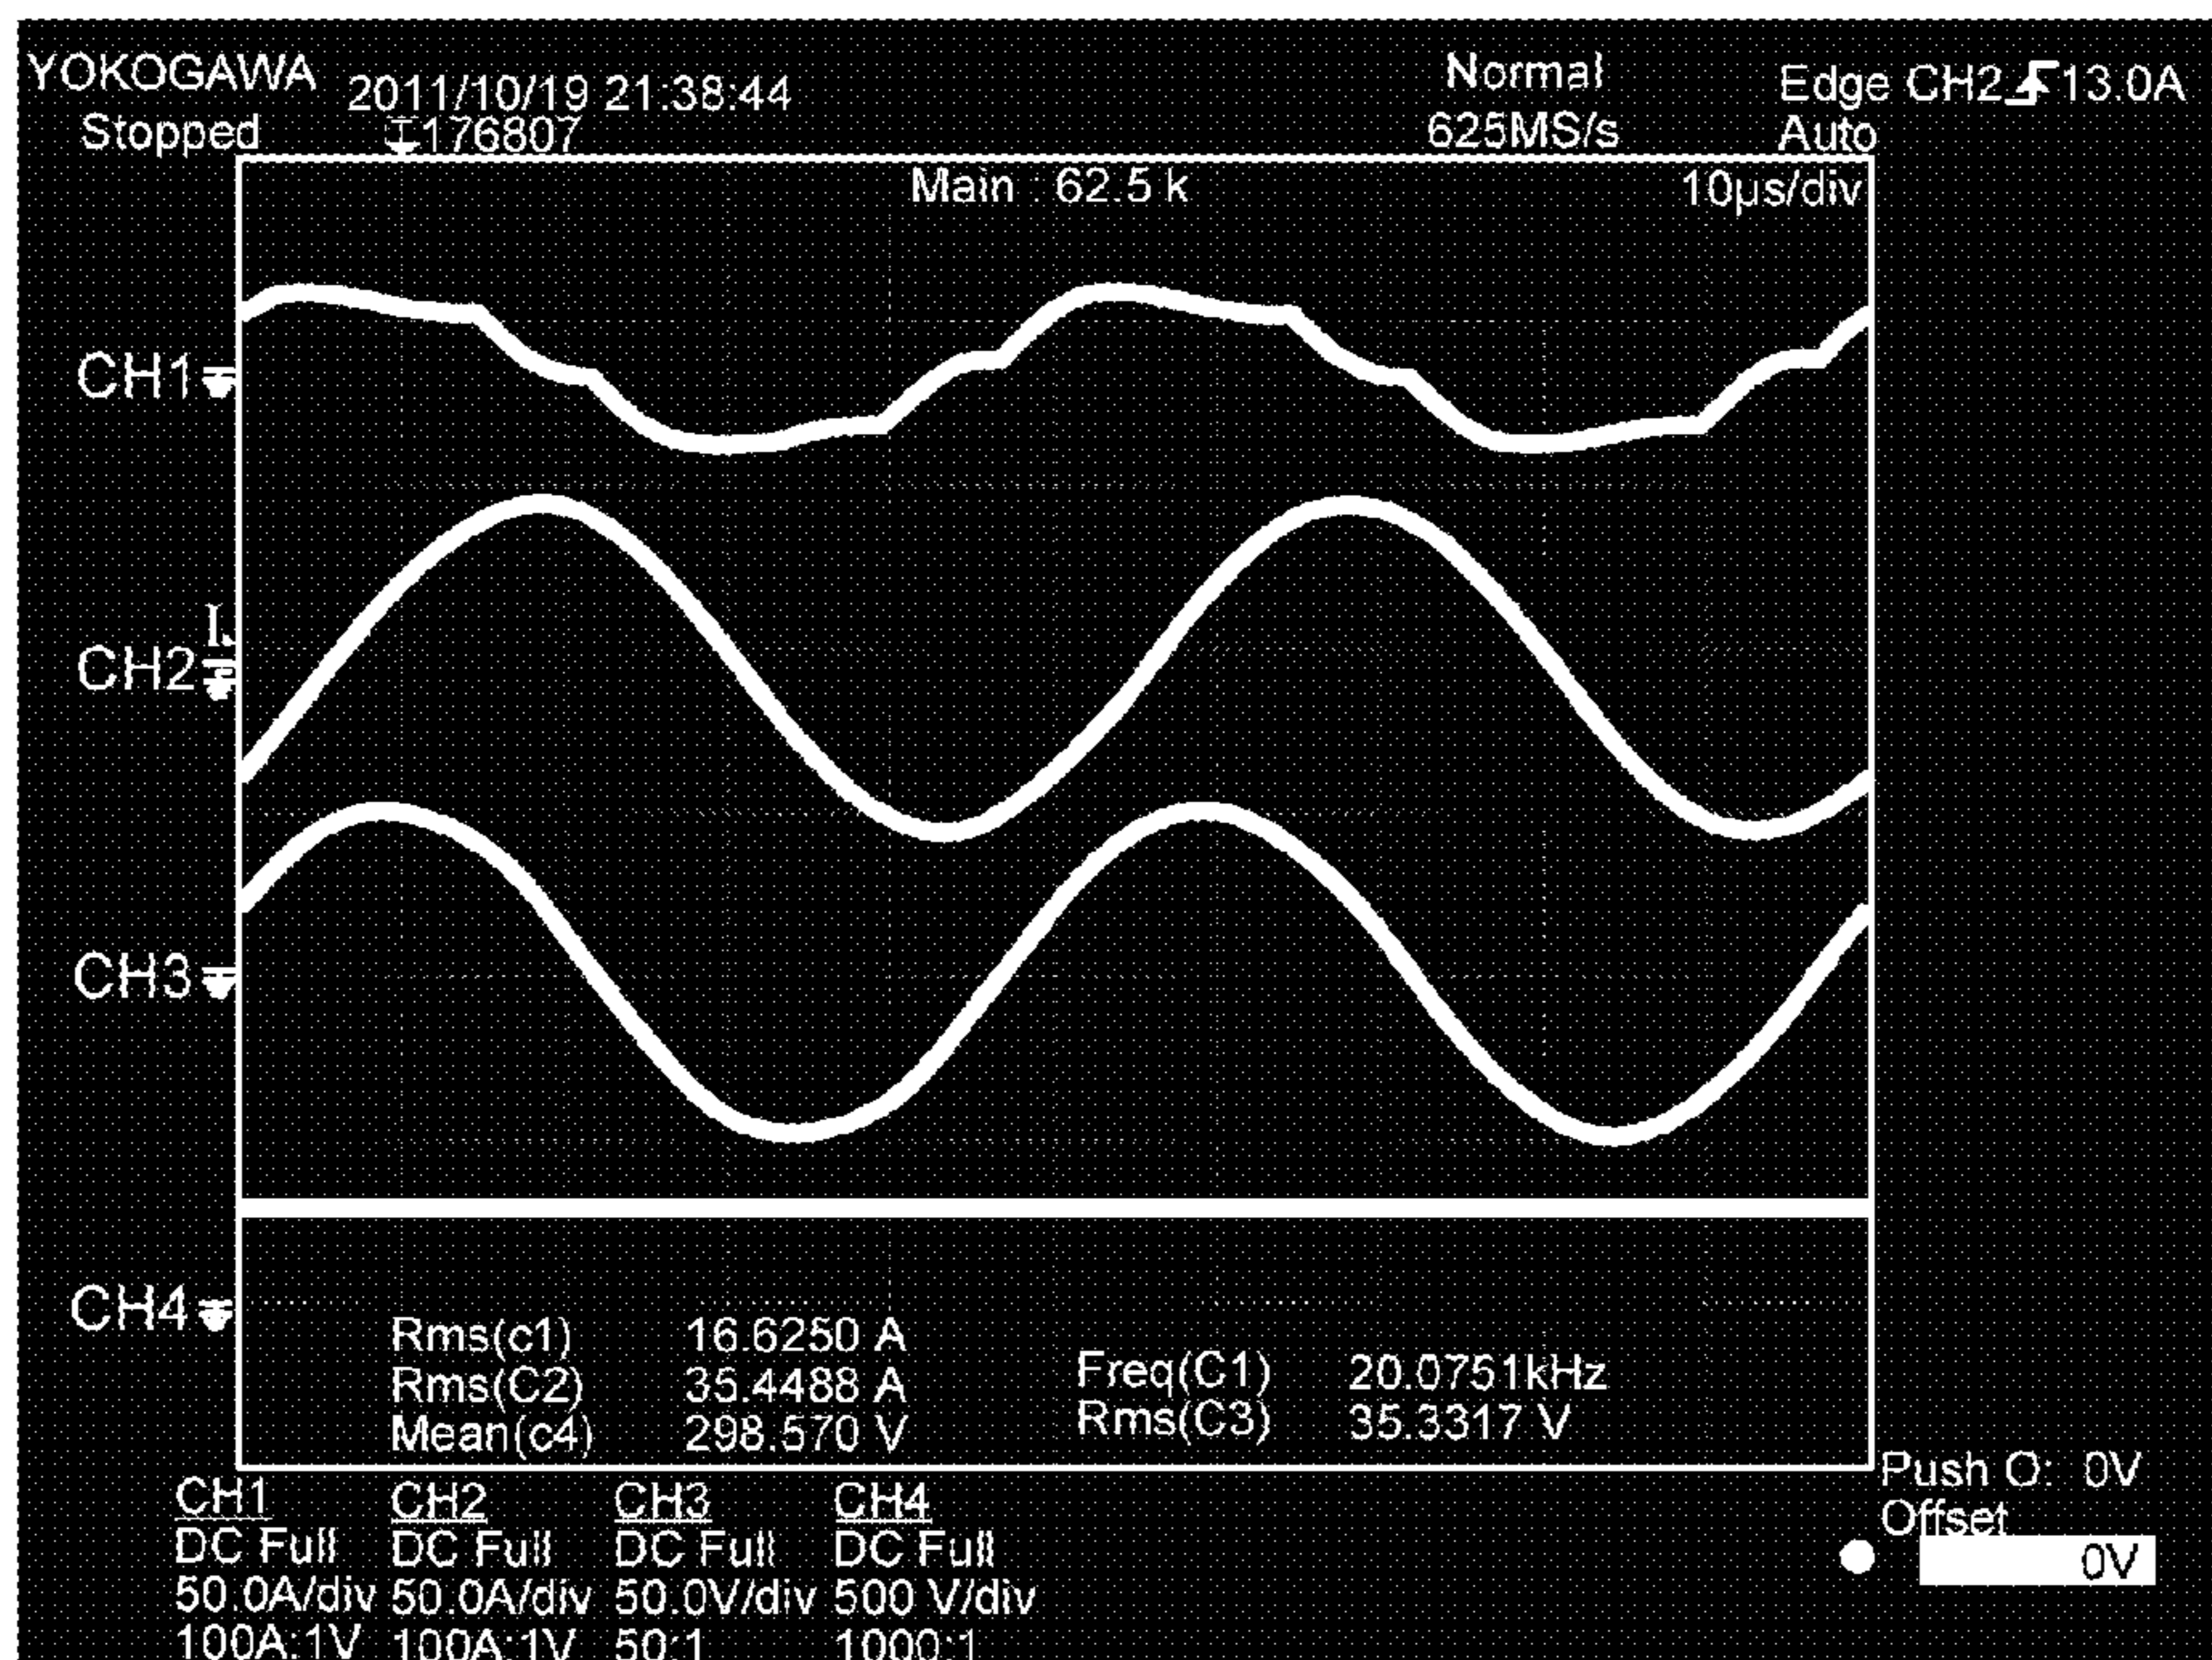 YOKOGAWA 2011/10/19 21:38:44 Normal Edge CH2 13.0A
Stopped 176807 625MS/s Auto
Main : 62.5 k 10µs/div
CH1
CH2
CH3
CH4
Rms(c1) 16.6250 A
Rms(C2) 35.4488 A
Mean(c4) 298.570 V
Freq(C1) 20.0751kHz
Rms(C3) 35.3317 V
Push O: 0V
Offset
0V
CH1 CH2 CH3 CH4
DC Full DC Full DC Full DC Full
50.0A/div 50.0A/div 50.0V/div 500 V/div
100A:1V 100A:1V 50:1 1000:1